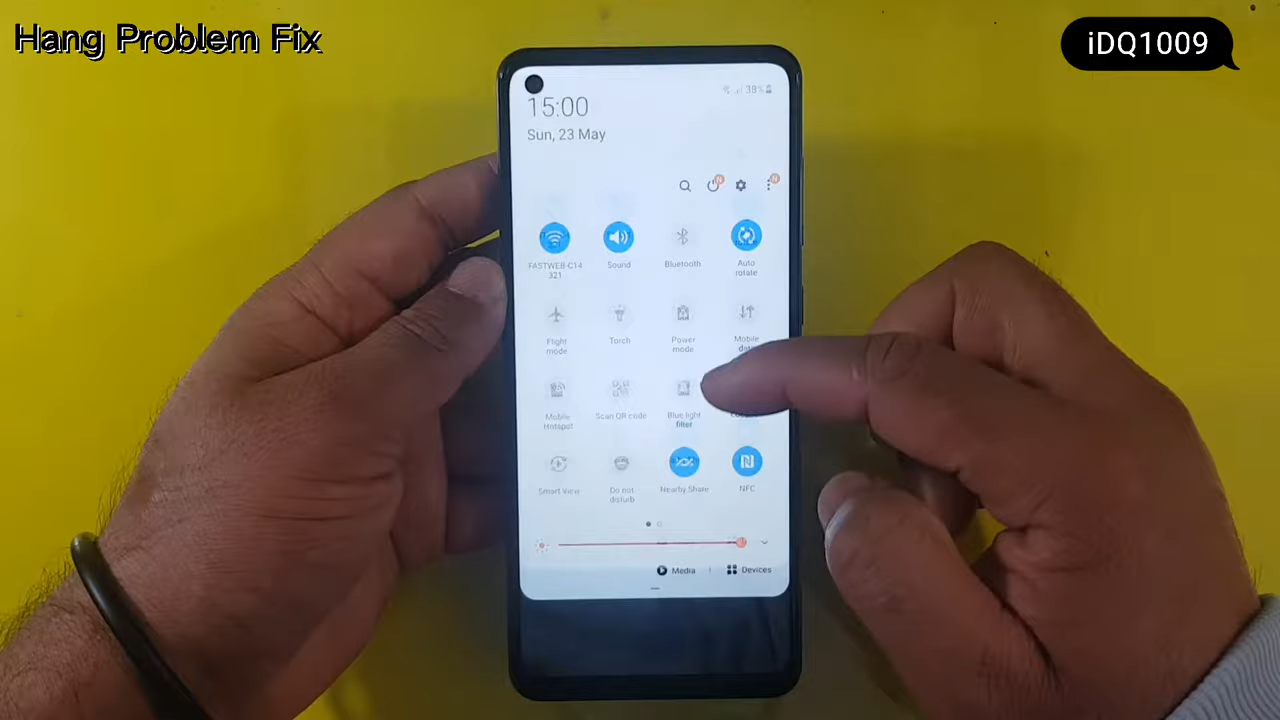 Hang Problem Fix
iDQ1009
38%
15:00
Sun, 23 May
N
N
FASTWEB-C14
321
Sound
Bluetooth
Auto
rotate
Flight
mode
Torch
Power
mode
Mobile
Mobile
Hotspot
Scan QR code
Blue light
filter
Smart View
Do not
disturb
Nearby Share
NFC
Media
Devices